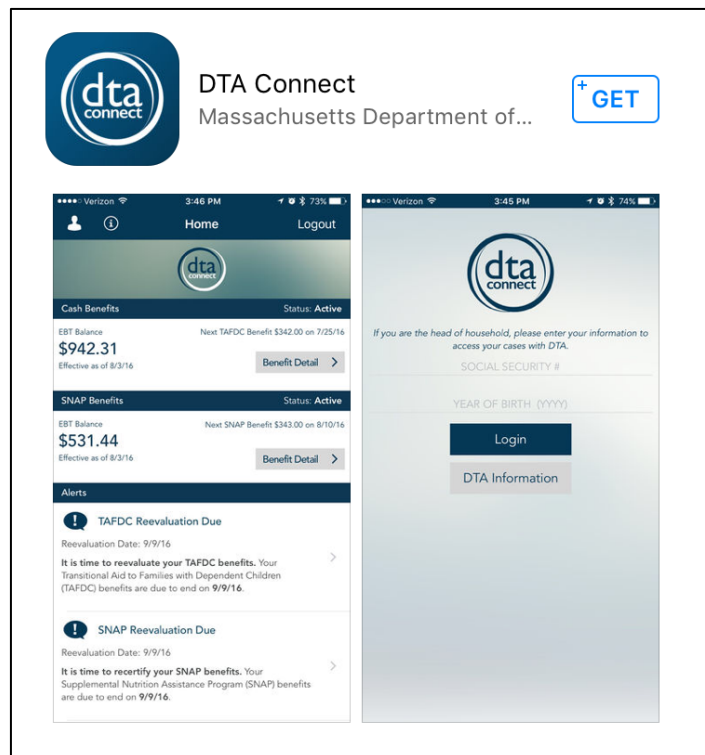 dta
connect
DTA Connect
Massachusetts Department of...
+
GET
Verizon 3:46 PM 73%
Home Logout
dta
connect
Cash Benefits Status: Active
EBT Balance Next TAFDC Benefit $342.00 on 7/25/16
$942.31
Effective as of 8/3/16 Benefit Detail >
SNAP Benefits Status: Active
EBT Balance Next SNAP Benefit $343.00 on 8/10/16
$531.44
Effective as of 8/3/16 Benefit Detail >
Alerts
! TAFDC Reevaluation Due
Reevaluation Date: 9/9/16
It is time to reevaluate your TAFDC benefits. Your
Transitional Aid to Families with Dependent Children
(TAFDC) benefits are due to end on 9/9/16.
! SNAP Reevaluation Due
Reevaluation Date: 9/9/16
It is time to recertify your SNAP benefits. Your
Supplemental Nutrition Assistance Program (SNAP) benefits
are due to end on 9/9/16.
Verizon 3:45 PM 74%
dta
connect
If you are the head of household, please enter your information to
access your cases with DTA.
SOCIAL SECURITY #
YEAR OF BIRTH (YYYY)
Login
DTA Information